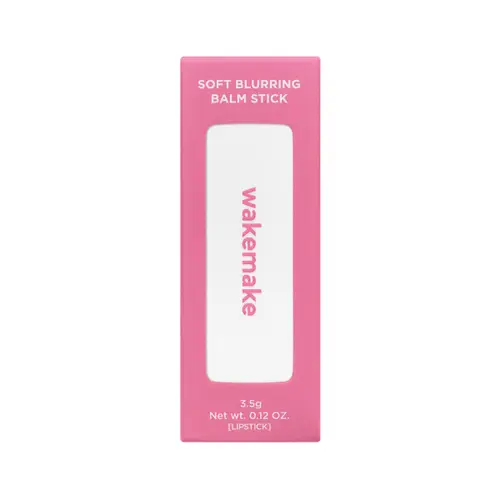 SOFT BLURRING
BALM STICK
wakemake
3.5g
Net wt. 0.12 OZ.
[LIPSTICK]